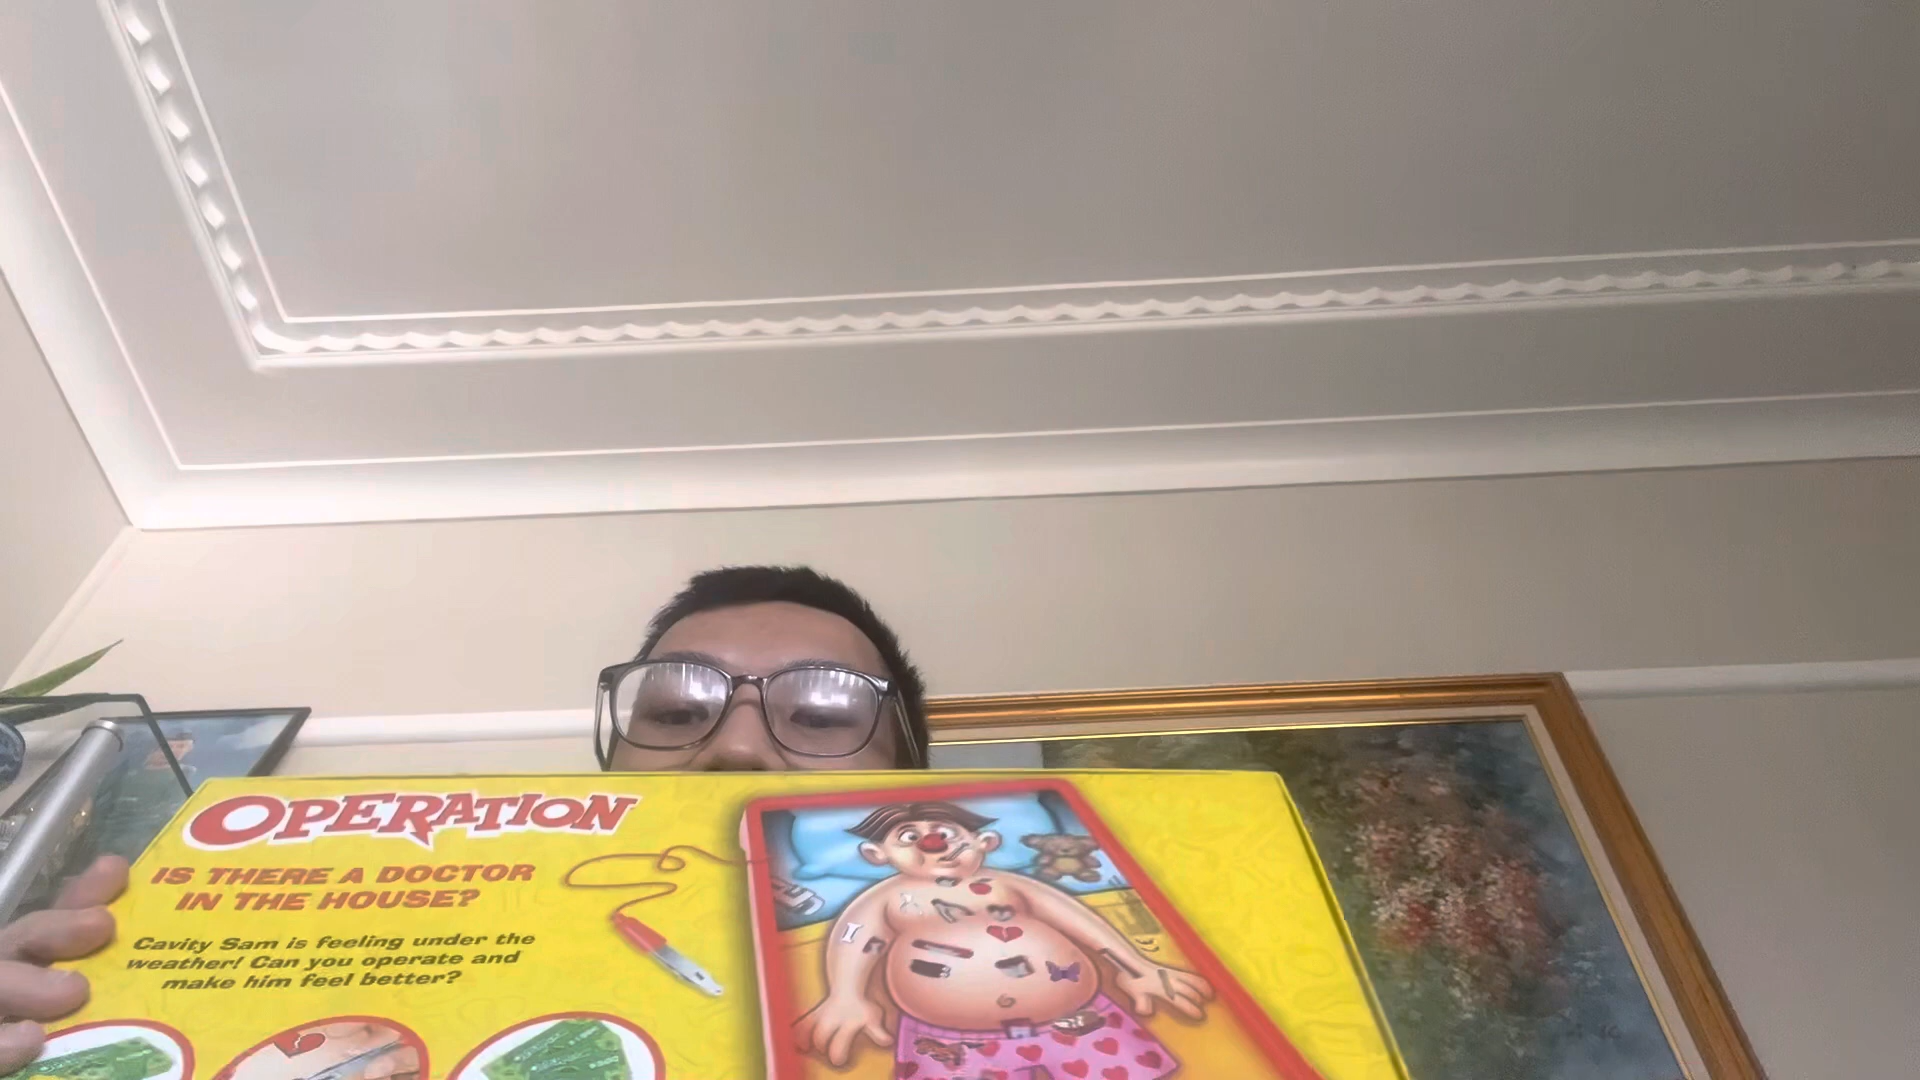 OPERATION
IS THERE A DOCTOR
IN THE HOUSE?
Cavity Sam is feeling under the
weather! Can you operate and
make him feel better?